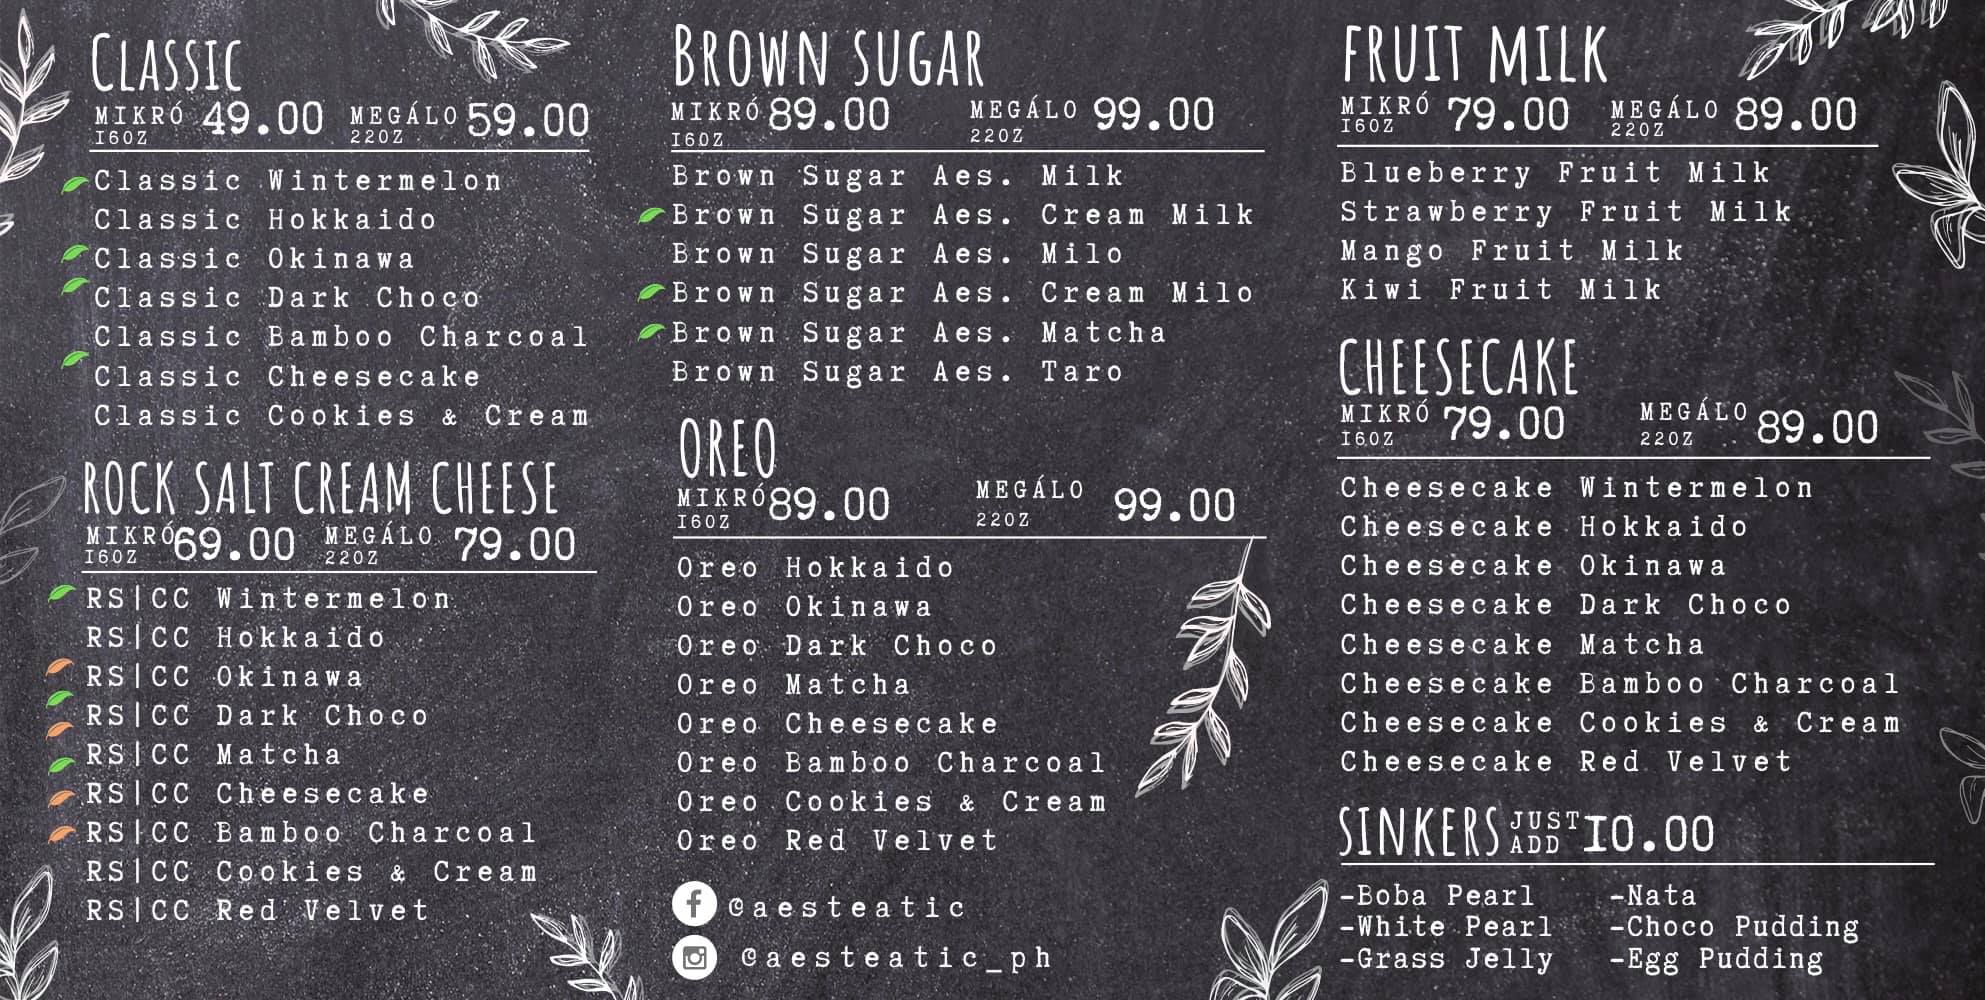 CLASSIC
MIKRÓ 49.00 MEGÁLO 59.00
16OZ 22OZ
Classic Wintermelon
Classic Hokkaido
Classic Okinawa
Classic Dark Choco
Classic Bamboo Charcoal
Classic Cheesecake
Classic Cookies & Cream
ROCK SALT CREAM CHEESE
MIKRÓ 69.00 MEGÁLO 79.00
16OZ 22OZ
RS|CC Wintermelon
RS|CC Hokkaido
RS|CC Okinawa
RS|CC Dark Choco
RS|CC Matcha
RS|CC Cheesecake
RS|CC Bamboo Charcoal
RS|CC Cookies & Cream
RS|CC Red Velvet
BROWN SUGAR
MIKRÓ 89.00 MEGÁLO 99.00
16OZ 22OZ
Brown Sugar Aes. Milk
Brown Sugar Aes. Cream Milk
Brown Sugar Aes. Milo
Brown Sugar Aes. Cream Milo
Brown Sugar Aes. Matcha
Brown Sugar Aes. Taro
OREO
MIKRÓ 89.00 MEGÁLO 99.00
16OZ 22OZ
Oreo Hokkaido
Oreo Okinawa
Oreo Dark Choco
Oreo Matcha
Oreo Cheesecake
Oreo Bamboo Charcoal
Oreo Cookies & Cream
Oreo Red Velvet
@aesteatic
@aesteatic_ph
FRUIT MILK
MIKRÓ 79.00 MEGÁLO 89.00
16OZ 22OZ
Blueberry Fruit Milk
Strawberry Fruit Milk
Mango Fruit Milk
Kiwi Fruit Milk
CHEESECAKE
MIKRÓ 79.00 MEGÁLO 89.00
16OZ 22OZ
Cheesecake Wintermelon
Cheesecake Hokkaido
Cheesecake Okinawa
Cheesecake Dark Choco
Cheesecake Matcha
Cheesecake Bamboo Charcoal
Cheesecake Cookies & Cream
Cheesecake Red Velvet
SINKERS JUST ADD 10.00
-Boba Pearl
-White Pearl
-Grass Jelly
-Nata
-Choco Pudding
-Egg Pudding